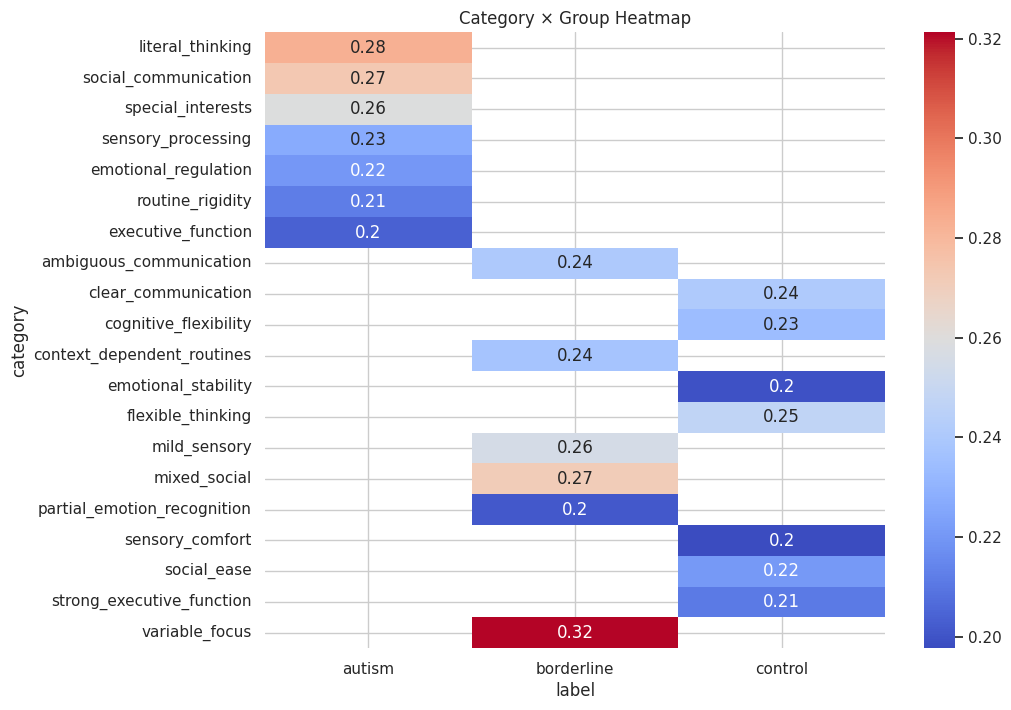 Category × Group Heatmap
literal_thinking 0.28
social_communication 0.27
special_interests 0.26
sensory_processing 0.23
emotional_regulation 0.22
routine_rigidity 0.21
executive_function 0.2
ambiguous_communication 0.24
clear_communication 0.24
cognitive_flexibility 0.23
context_dependent_routines 0.24
emotional_stability 0.2
flexible_thinking 0.25
mild_sensory 0.26
mixed_social 0.27
partial_emotion_recognition 0.2
sensory_comfort 0.2
social_ease 0.22
strong_executive_function 0.21
variable_focus 0.32
category
autism borderline control
label
0.32
0.30
0.28
0.26
0.24
0.22
0.20